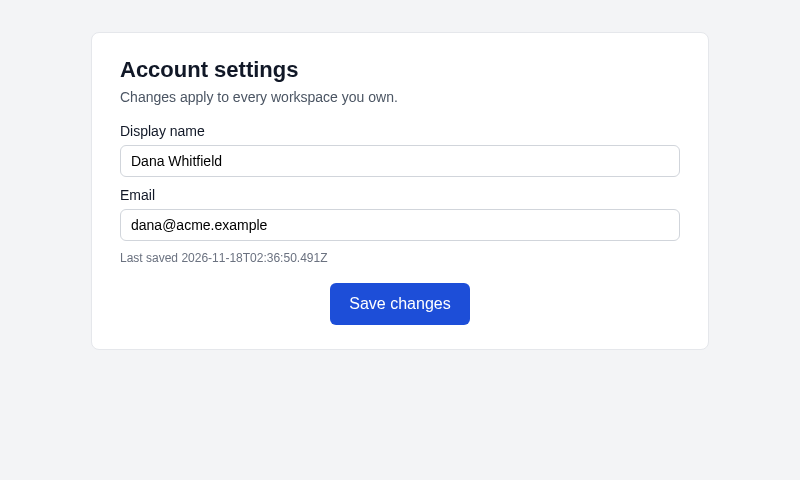 Account settings
Changes apply to every workspace you own.
Display name
Dana Whitfield
Email
dana@acme.example
Last saved 2026-11-18T02:36:50.491Z
Save changes